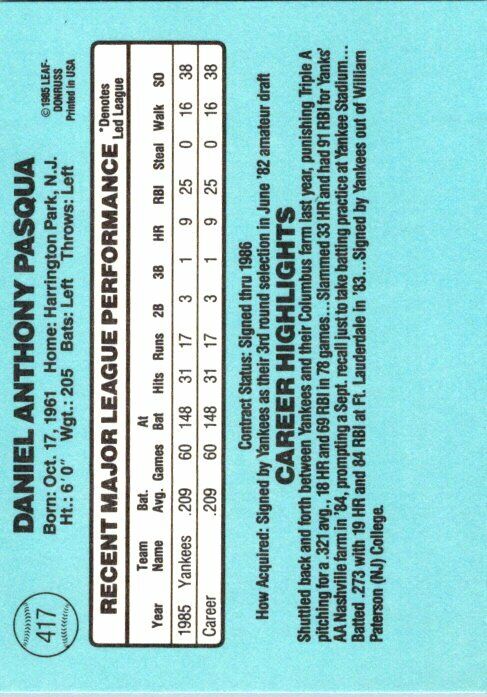 417
DANIEL ANTHONY PASQUA
Born: Oct. 17, 1961 Home: Harrington Park, N.J.
Ht.: 6'0" Wgt.: 205 Bats: Left Throws: Left
©1985 LEAF-
DONRUSS
Printed in USA
RECENT MAJOR LEAGUE PERFORMANCE
*Denotes
Led League
Year Team Name Bat. Avg. Games At Bat Hits Runs 2B 3B HR RBI Steal Walk SO
1985 Yankees .209 60 148 31 17 3 1 9 25 0 16 38
Career .209 60 148 31 17 3 1 9 25 0 16 38
Contract Status: Signed thru 1986
How Acquired: Signed by Yankees as their 3rd round selection in June '82 amateur draft
CAREER HIGHLIGHTS
Shuttled back and forth between Yankees and their Columbus farm last year, punishing Triple A
pitching for a .321 avg., 18 HR and 69 RBI in 78 games...Slammed 33 HR and had 91 RBI for Yanks'
AA Nashville farm in '84, prompting a Sept. recall just to take batting practice at Yankee Stadium...
Batted .273 with 19 HR and 84 RBI at Ft. Lauderdale in '83...Signed by Yankees out of William
Paterson (NJ) College.